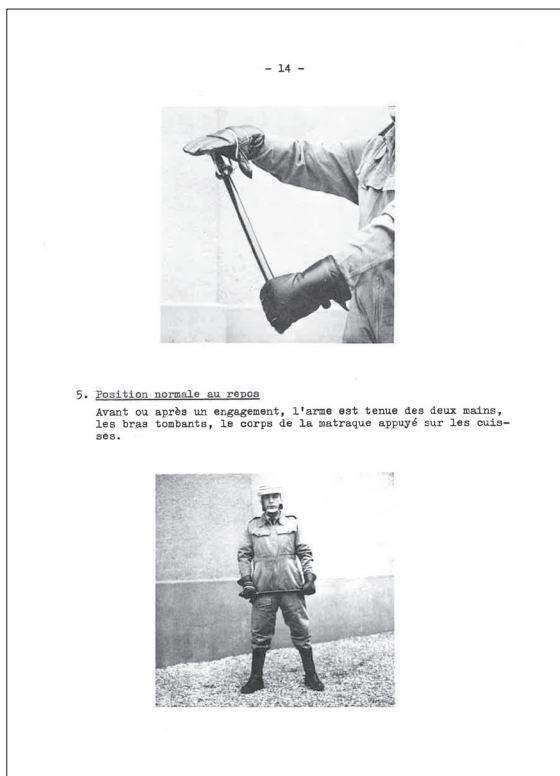 - 14 -
5. Position normale au repos
Avant ou après un engagement, l'arme est tenue des deux mains,
les bras tombants, le corps de la matraque appuyé sur les cuis-
ses.